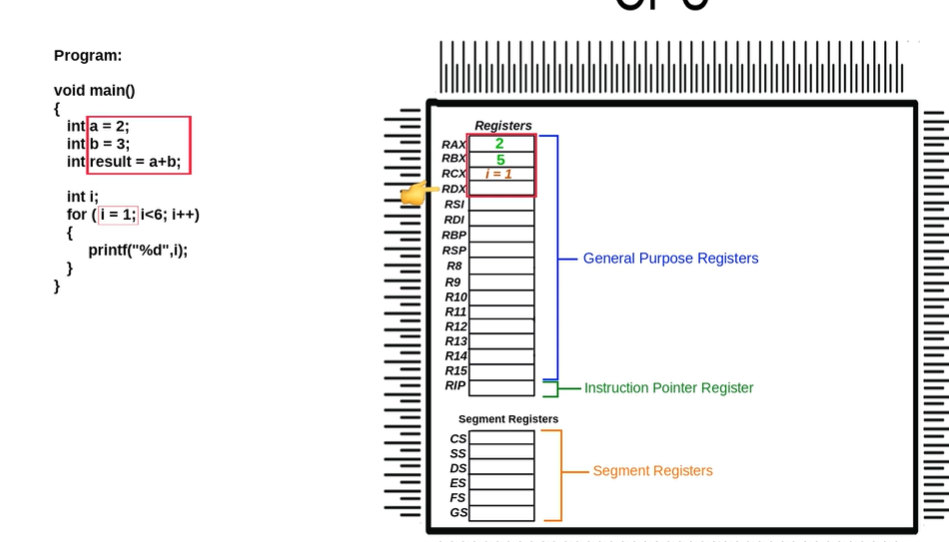 Program:
void main()
{
int a = 2;
int b = 3;
int result = a+b;
int i;
for ( i = 1; i<6; i++)
{
printf("%d",i);
}
}
Registers
RAX 2
RBX 5
RCX i = 1
RDX
RSI
RDI
RBP
RSP
R8
R9
R10
R11
R12
R13
R14
R15
RIP
General Purpose Registers
Instruction Pointer Register
Segment Registers
CS
SS
DS
ES
FS
GS
Segment Registers